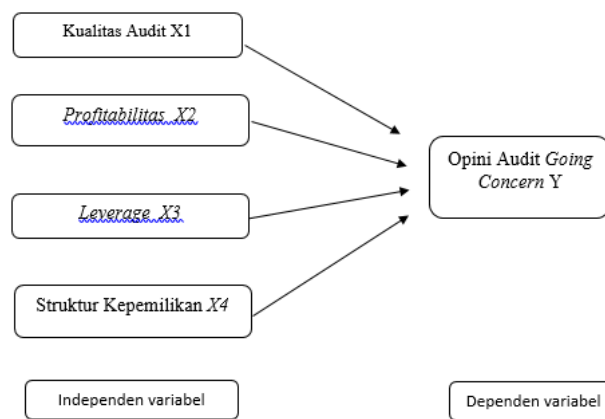 Kualitas Audit X1
Profitabilitas X2
Leverage X3
Struktur Kepemilikan X4
Opini Audit Going
Concern Y
Independen variabel
Dependen variabel